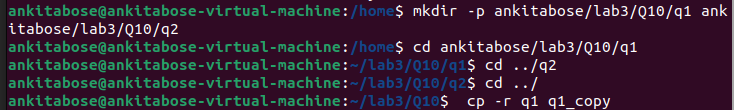 ankitabose@ankitabose-virtual-machine:/home$ mkdir -p ankitabose/lab3/Q10/q1 ank
itabose/lab3/Q10/q2
ankitabose@ankitabose-virtual-machine:/home$ cd ankitabose/lab3/Q10/q1
ankitabose@ankitabose-virtual-machine:~/lab3/Q10/q1$ cd ../q2
ankitabose@ankitabose-virtual-machine:~/lab3/Q10/q2$ cd ../
ankitabose@ankitabose-virtual-machine:~/lab3/Q10$  cp -r q1 q1_copy